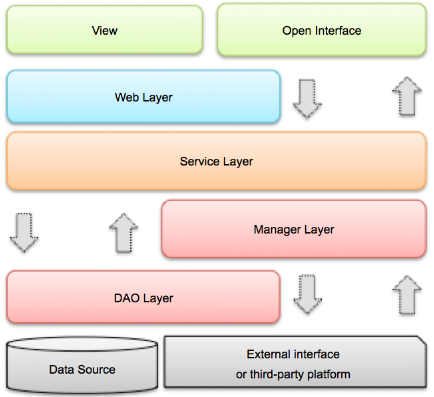 View
Open Interface
Web Layer
Service Layer
Manager Layer
DAO Layer
Data Source
External interface
or third-party platform